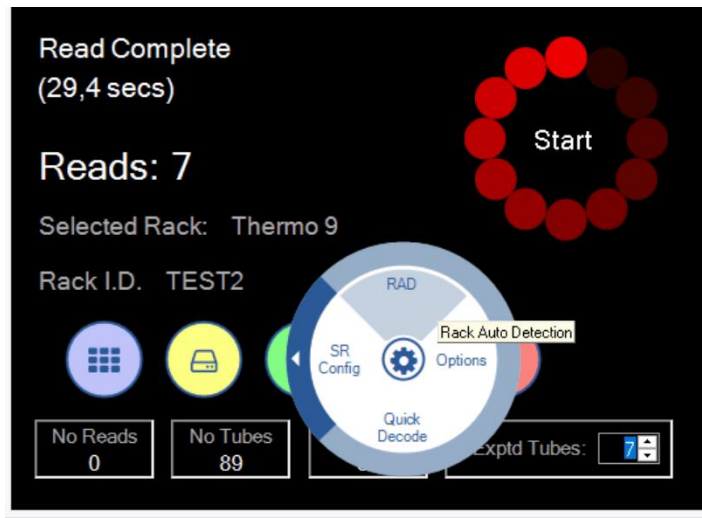 Read Complete
(29,4 secs)
Start
Reads: 7
Selected Rack: Thermo 9
Rack I.D. TEST2
RAD
Rack Auto Detection
SR
Config
Options
Quick
Decode
No Reads
0
No Tubes
89
Exptd Tubes: 7